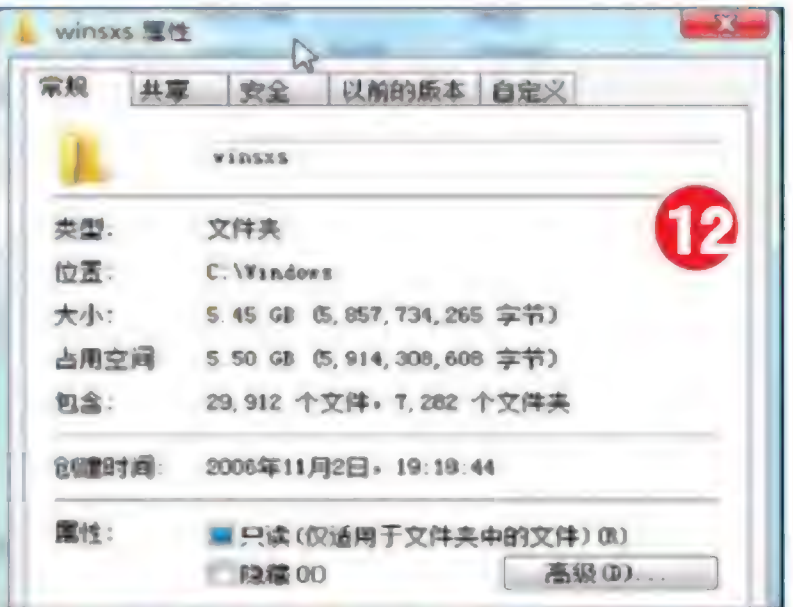 winsxs 属性
常规 共享 安全 以前的版本 自定义
winsxs
12
类型: 文件夹
位置: C:\Windows
大小: 5.45 GB (5,857,734,265 字节)
占用空间 5.50 GB (5,914,308,608 字节)
包含: 29,912 个文件，7,282 个文件夹
创建时间: 2006年11月2日，19:18:44
属性: 只读(仅适用于文件夹中的文件)(R)
隐藏(H) 高级(D)...